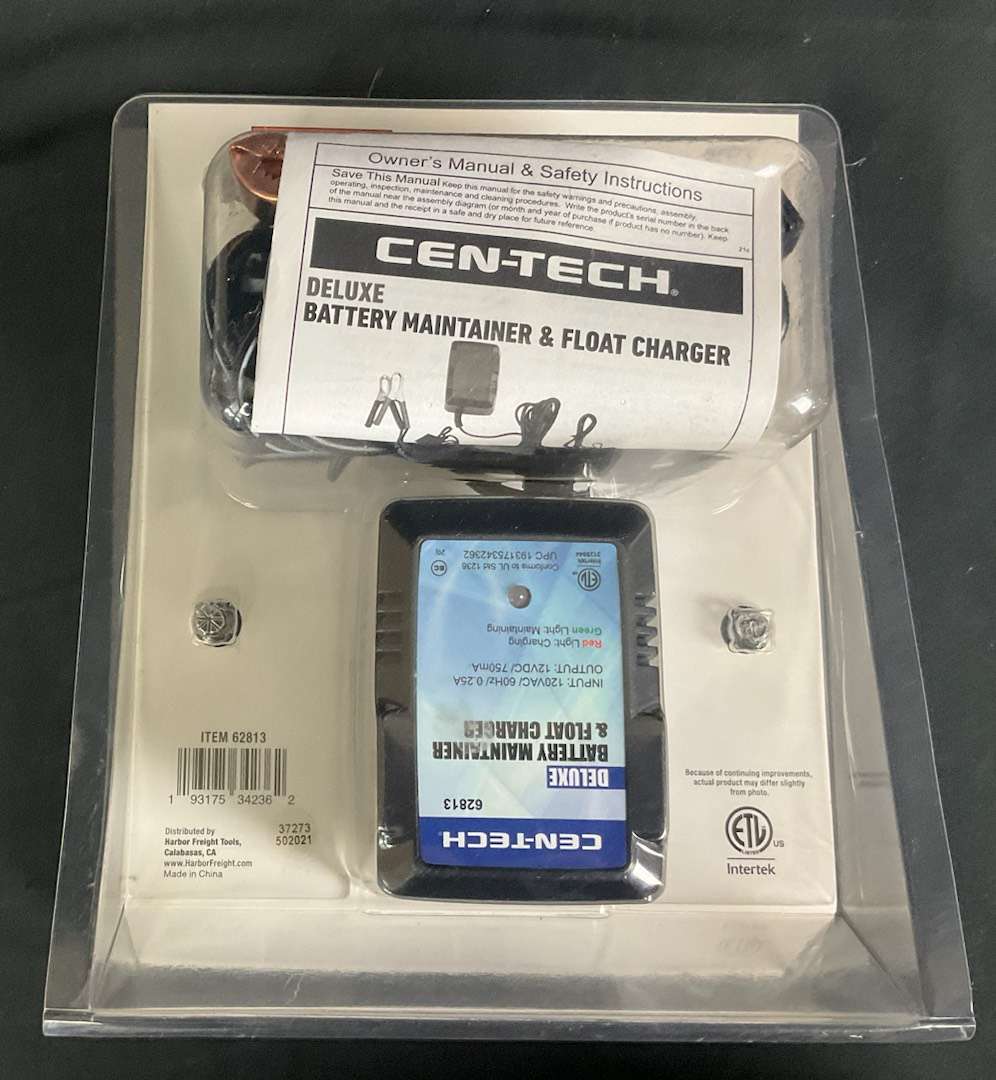 Owner's Manual & Safety Instructions
Save This Manual Keep this manual for the safety warnings and precautions, assembly,
operating, inspection, maintenance and cleaning procedures. Write the product's serial number in the back
of the manual near the assembly diagram (or month and year of purchase if product has no number). Keep
this manual and the receipt in a safe and dry place for future reference.
21c
CEN-TECH®
DELUXE
BATTERY MAINTAINER & FLOAT CHARGER
CEN-TECH®
62813
DELUXE
BATTERY MAINTAINER
& FLOAT CHARGER
INPUT: 120VAC/ 60Hz/ 0.25A
OUTPUT: 12VDC/ 750mA
Red Light: Charging
Green Light: Maintaining
ETL
Intertek
Conforms to UL Std 1236
UPC 193175342362
BC
ITEM 62813
1 93175 34236 2
Distributed by
Harbor Freight Tools,
Calabasas, CA
www.HarborFreight.com
Made in China
37273
502021
Because of continuing improvements,
actual product may differ slightly
from photo.
ETL
LISTED
US
Intertek